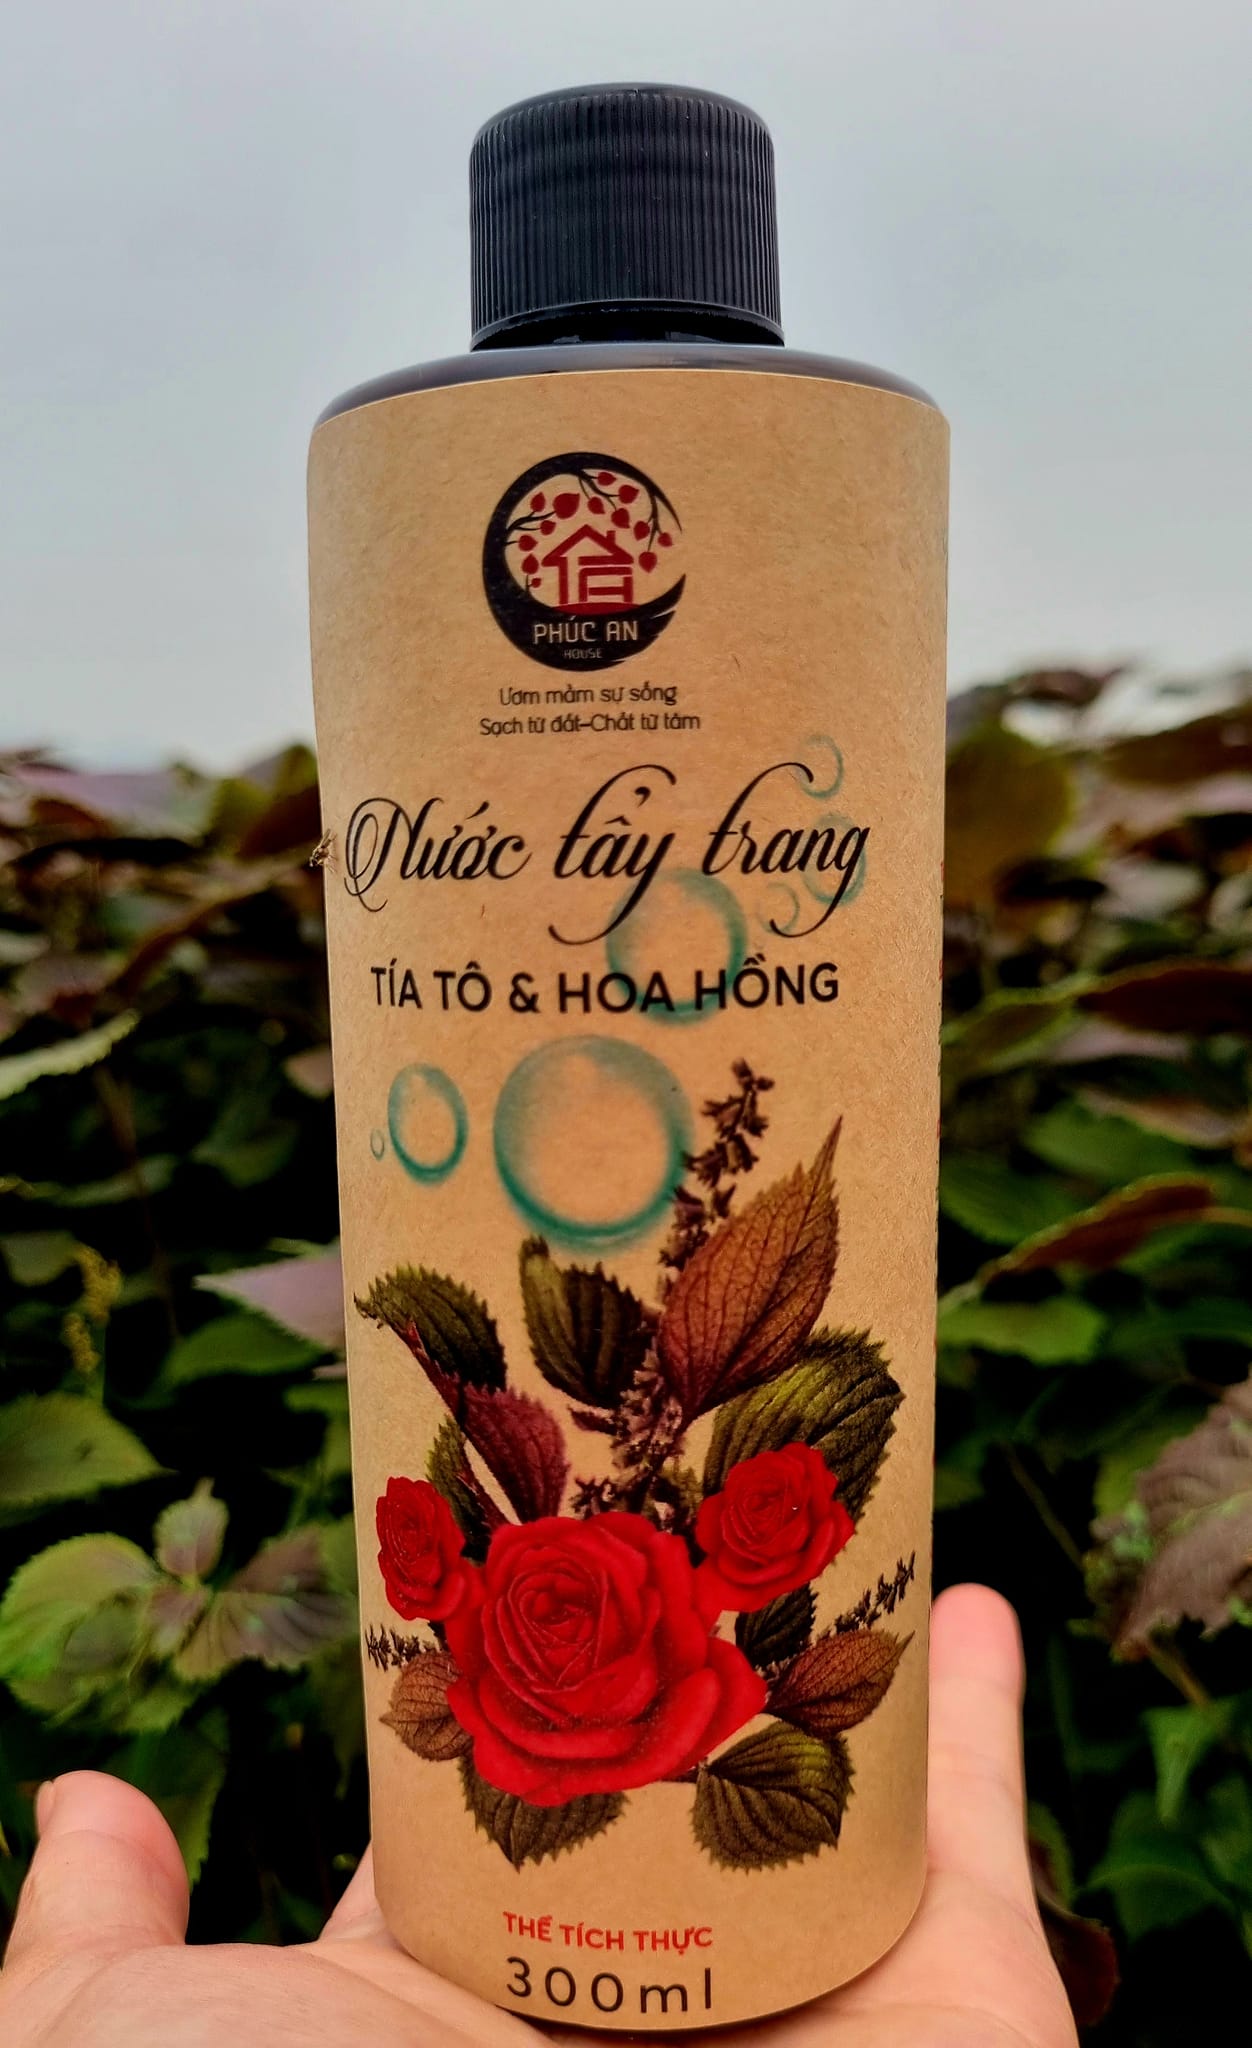 PHÚC AN
HOUSE
Ươm mầm sự sống
Sạch từ đất-Chất từ tâm
Nước tẩy trang
TÍA TÔ & HOA HỒNG
THỂ TÍCH THỰC
300ml